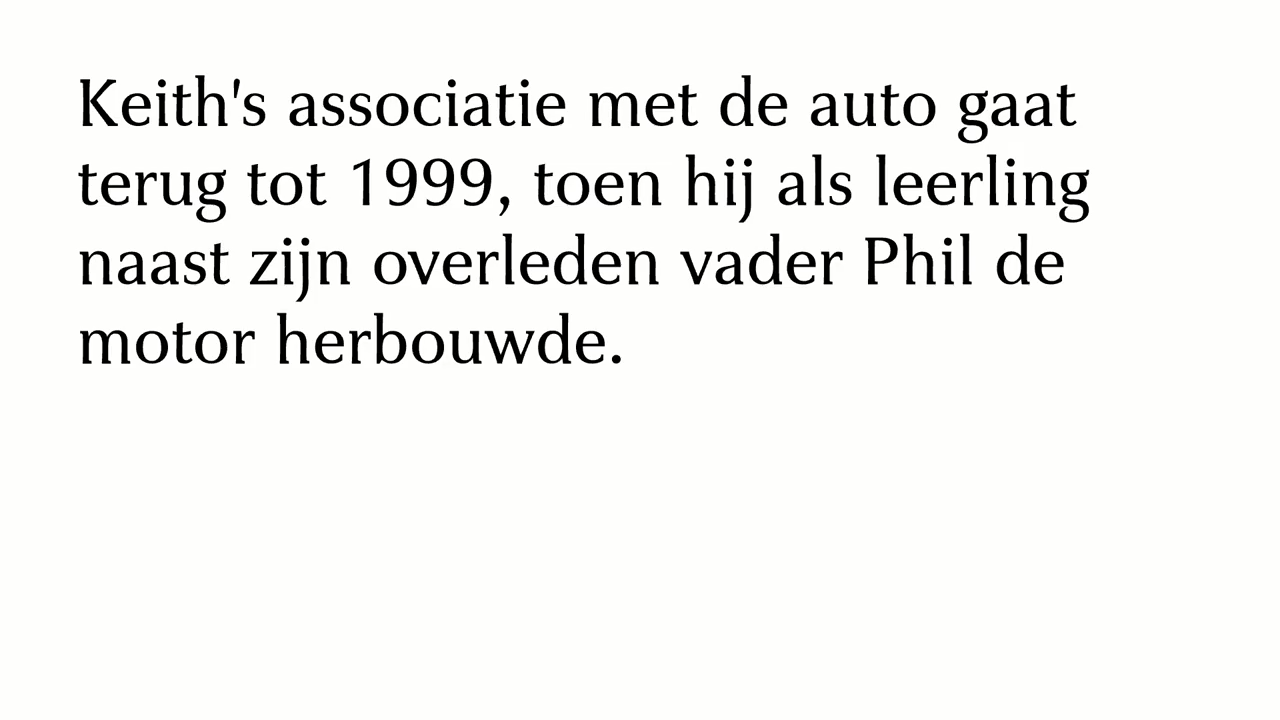 Keith's associatie met de auto gaat
terug tot 1999, toen hij als leerling
naast zijn overleden vader Phil de
motor herbouwde.